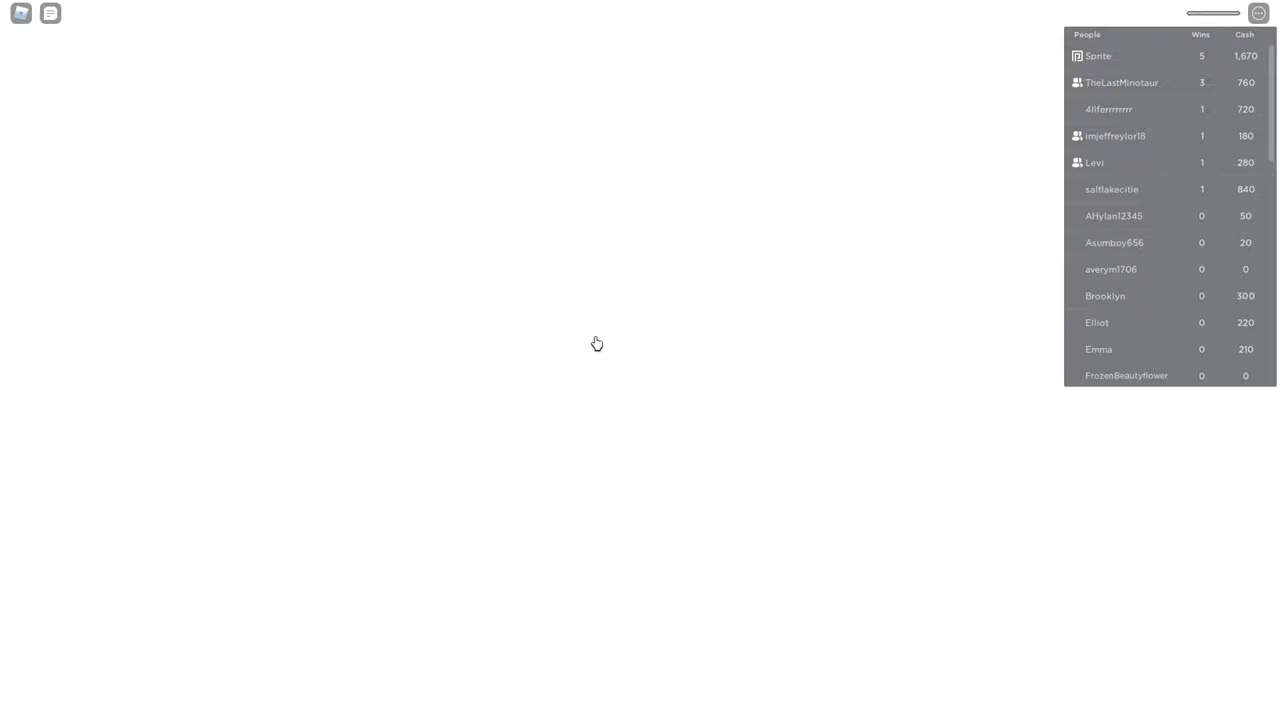 People Wins Cash
Sprite 5 1,670
TheLastMinotaur_ 3 760
4liferrrrrrrr 1 720
imjeffreylor18 1 180
Levi 1 280
saltlakecitie 1 840
AHylan12345 0 50
Asumboy656 0 20
averym1706 0 0
Brooklyn 0 300
Elliot 0 220
Emma 0 210
FrozenBeautyflower 0 0